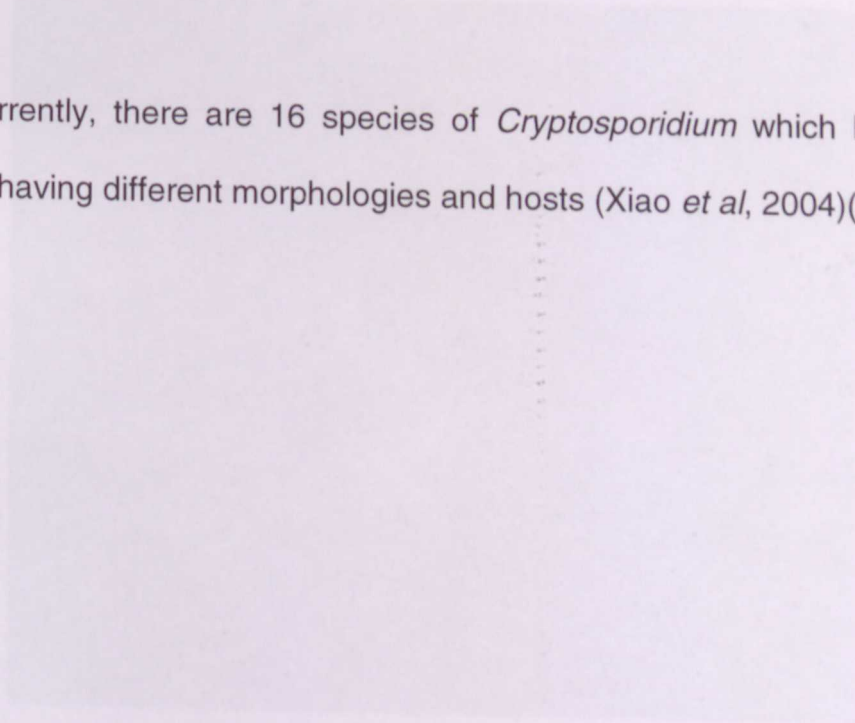 rrently, there are 16 species of Cryptosporidium which
having different morphologies and hosts (Xiao et al, 2004)(